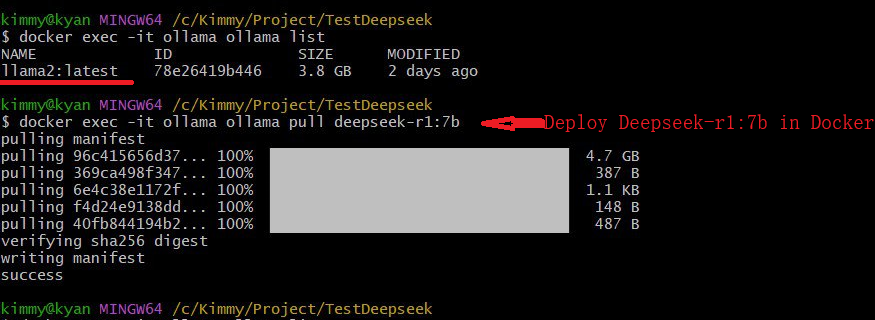 kimmy@kyan MINGW64 /c/Kimmy/Project/TestDeepseek
$ docker exec -it ollama ollama list
NAME ID SIZE MODIFIED
llama2:latest 78e26419b446 3.8 GB 2 days ago
kimmy@kyan MINGW64 /c/Kimmy/Project/TestDeepseek
$ docker exec -it ollama ollama pull deepseek-r1:7b Deploy Deepseek-r1:7b in Docker
pulling manifest
pulling 96c415656d37... 100% 4.7 GB
pulling 369ca498f347... 100% 387 B
pulling 6e4c38e1172f... 100% 1.1 KB
pulling f4d24e9138dd... 100% 148 B
pulling 40fb844194b2... 100% 487 B
verifying sha256 digest
writing manifest
success
kimmy@kyan MINGW64 /c/Kimmy/Project/TestDeepseek